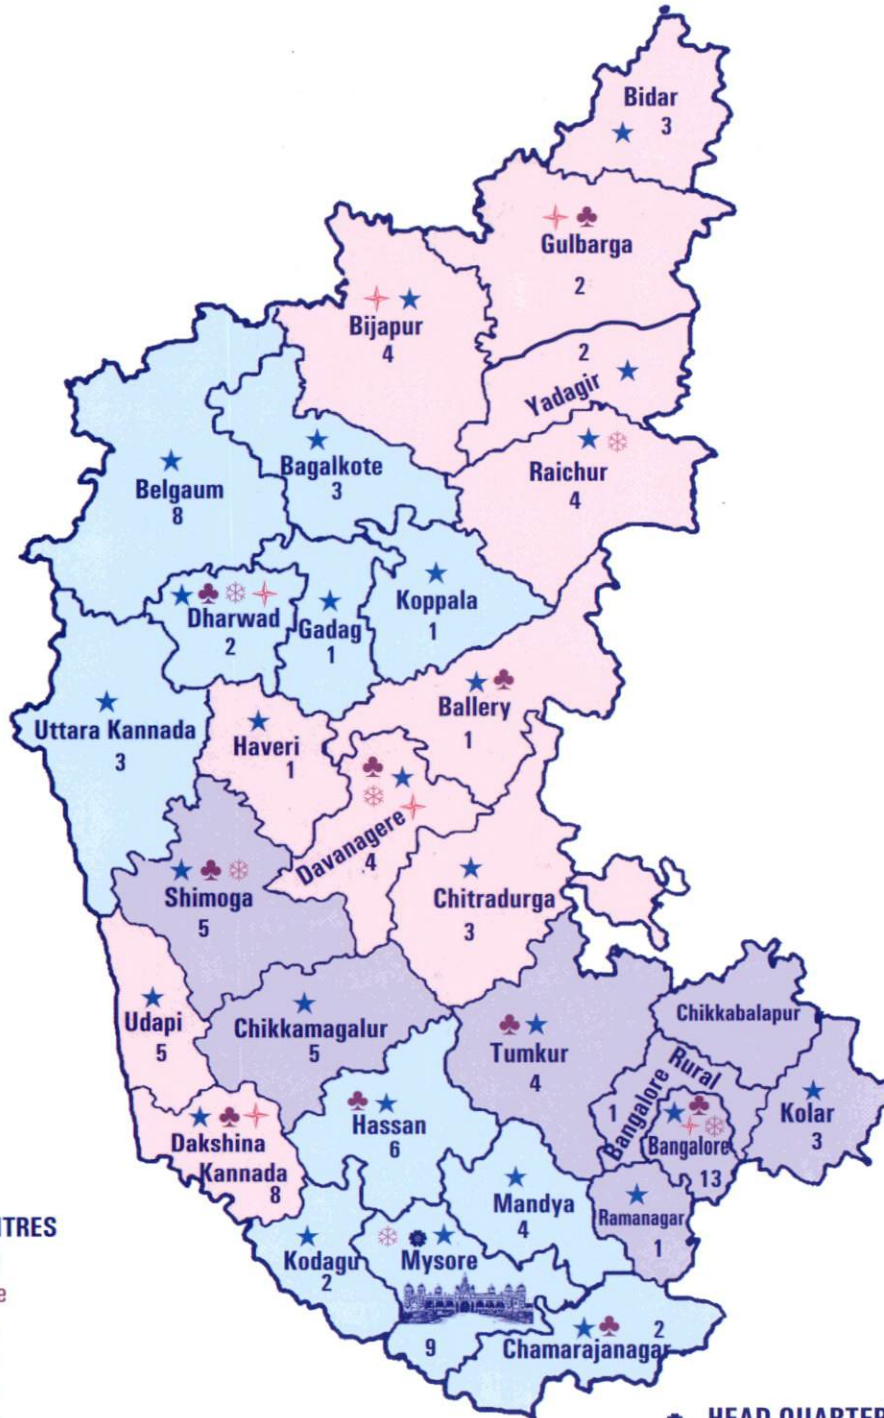 Bidar
3
Gulbarga
2
Bijapur
4
2
Yadagir
Raichur
4
Bagalkote
3
Belgaum
8
Koppala
1
Dharwad
2
Gadag
1
Ballery
1
Uttara Kannada
3
Haveri
1
Davanagere
4
Chitradurga
3
Shimoga
5
Udapi
5
Chikkamagalur
5
Tumkur
4
Chikkabalapur
Bangalore Rural
1
Kolar
3
Bangalore
13
Hassan
6
Dakshina
Kannada
8
Mandya
4
Ramanagar
1
Kodagu
2
Mysore
9
2
Chamarajanagar
NTRES
e
HEAD QUARTER